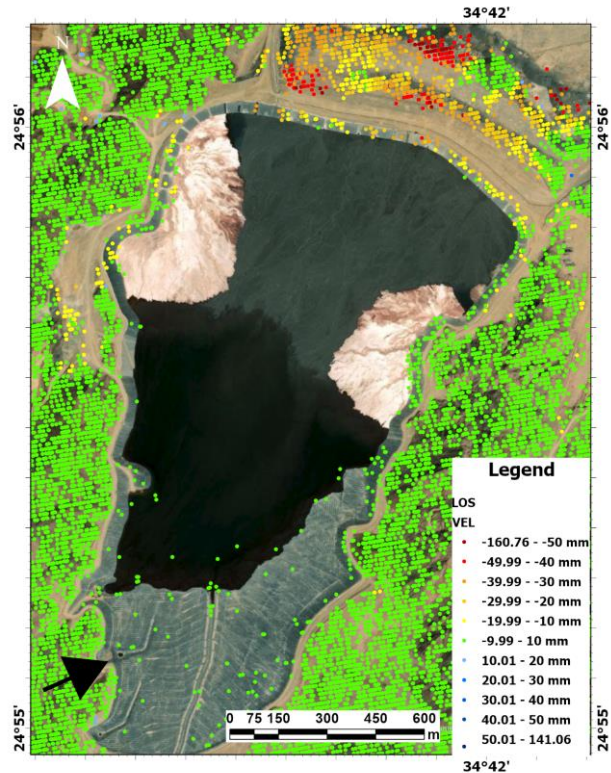 34°42'
N
24°56'
24°56'
Legend
LOS
VEL
-160.76 - -50 mm
-49.99 - -40 mm
-39.99 - -30 mm
-29.99 - -20 mm
-19.99 - -10 mm
-9.99 - 10 mm
10.01 - 20 mm
20.01 - 30 mm
30.01 - 40 mm
40.01 - 50 mm
50.01 - 141.06
0 75 150 300 450 600
m
24°55'
24°55'
34°42'